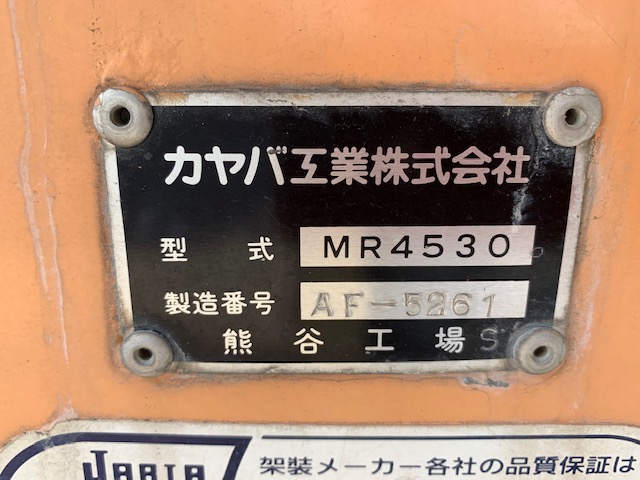 カヤバ工業株式会社
型 式 MR4530
製造番号 AF-5261
熊谷工場 S
JABIA 架装メーカー各社の品質保証は